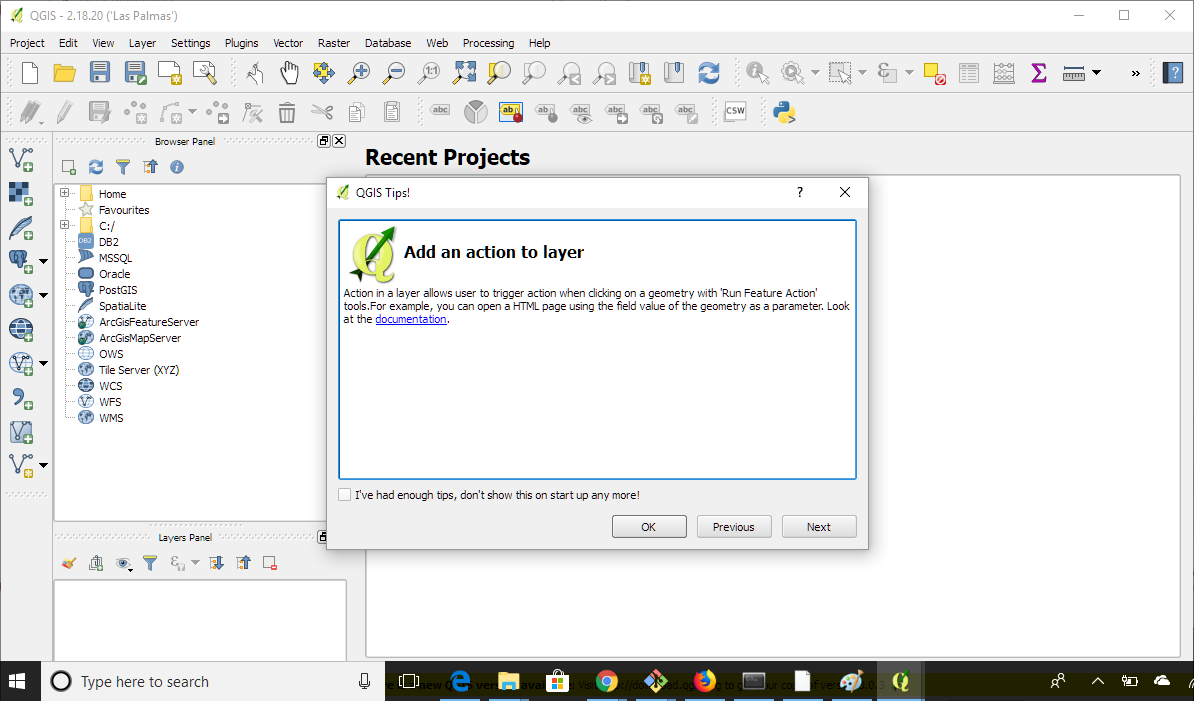 QGIS - 2.18.20 ('Las Palmas')
Project Edit View Layer Settings Plugins Vector Raster Database Web Processing Help
1:1
?
abc ab ab abc abc abc abc CSW
Browser Panel
Recent Projects
Home
Favourites
C:/
DB2 DB2
MSSQL
Oracle
PostGIS
SpatiaLite
ArcGisFeatureServer
ArcGisMapServer
OWS
Tile Server (XYZ)
WCS
WFS
WMS
QGIS Tips! ?
Add an action to layer
Action in a layer allows user to trigger action when clicking on a geometry with 'Run Feature Action'
tools.For example, you can open a HTML page using the field value of the geometry as a parameter. Look
at the documentation.
I've had enough tips, don't show this on start up any more!
OK Previous Next
Layers Panel
Type here to search